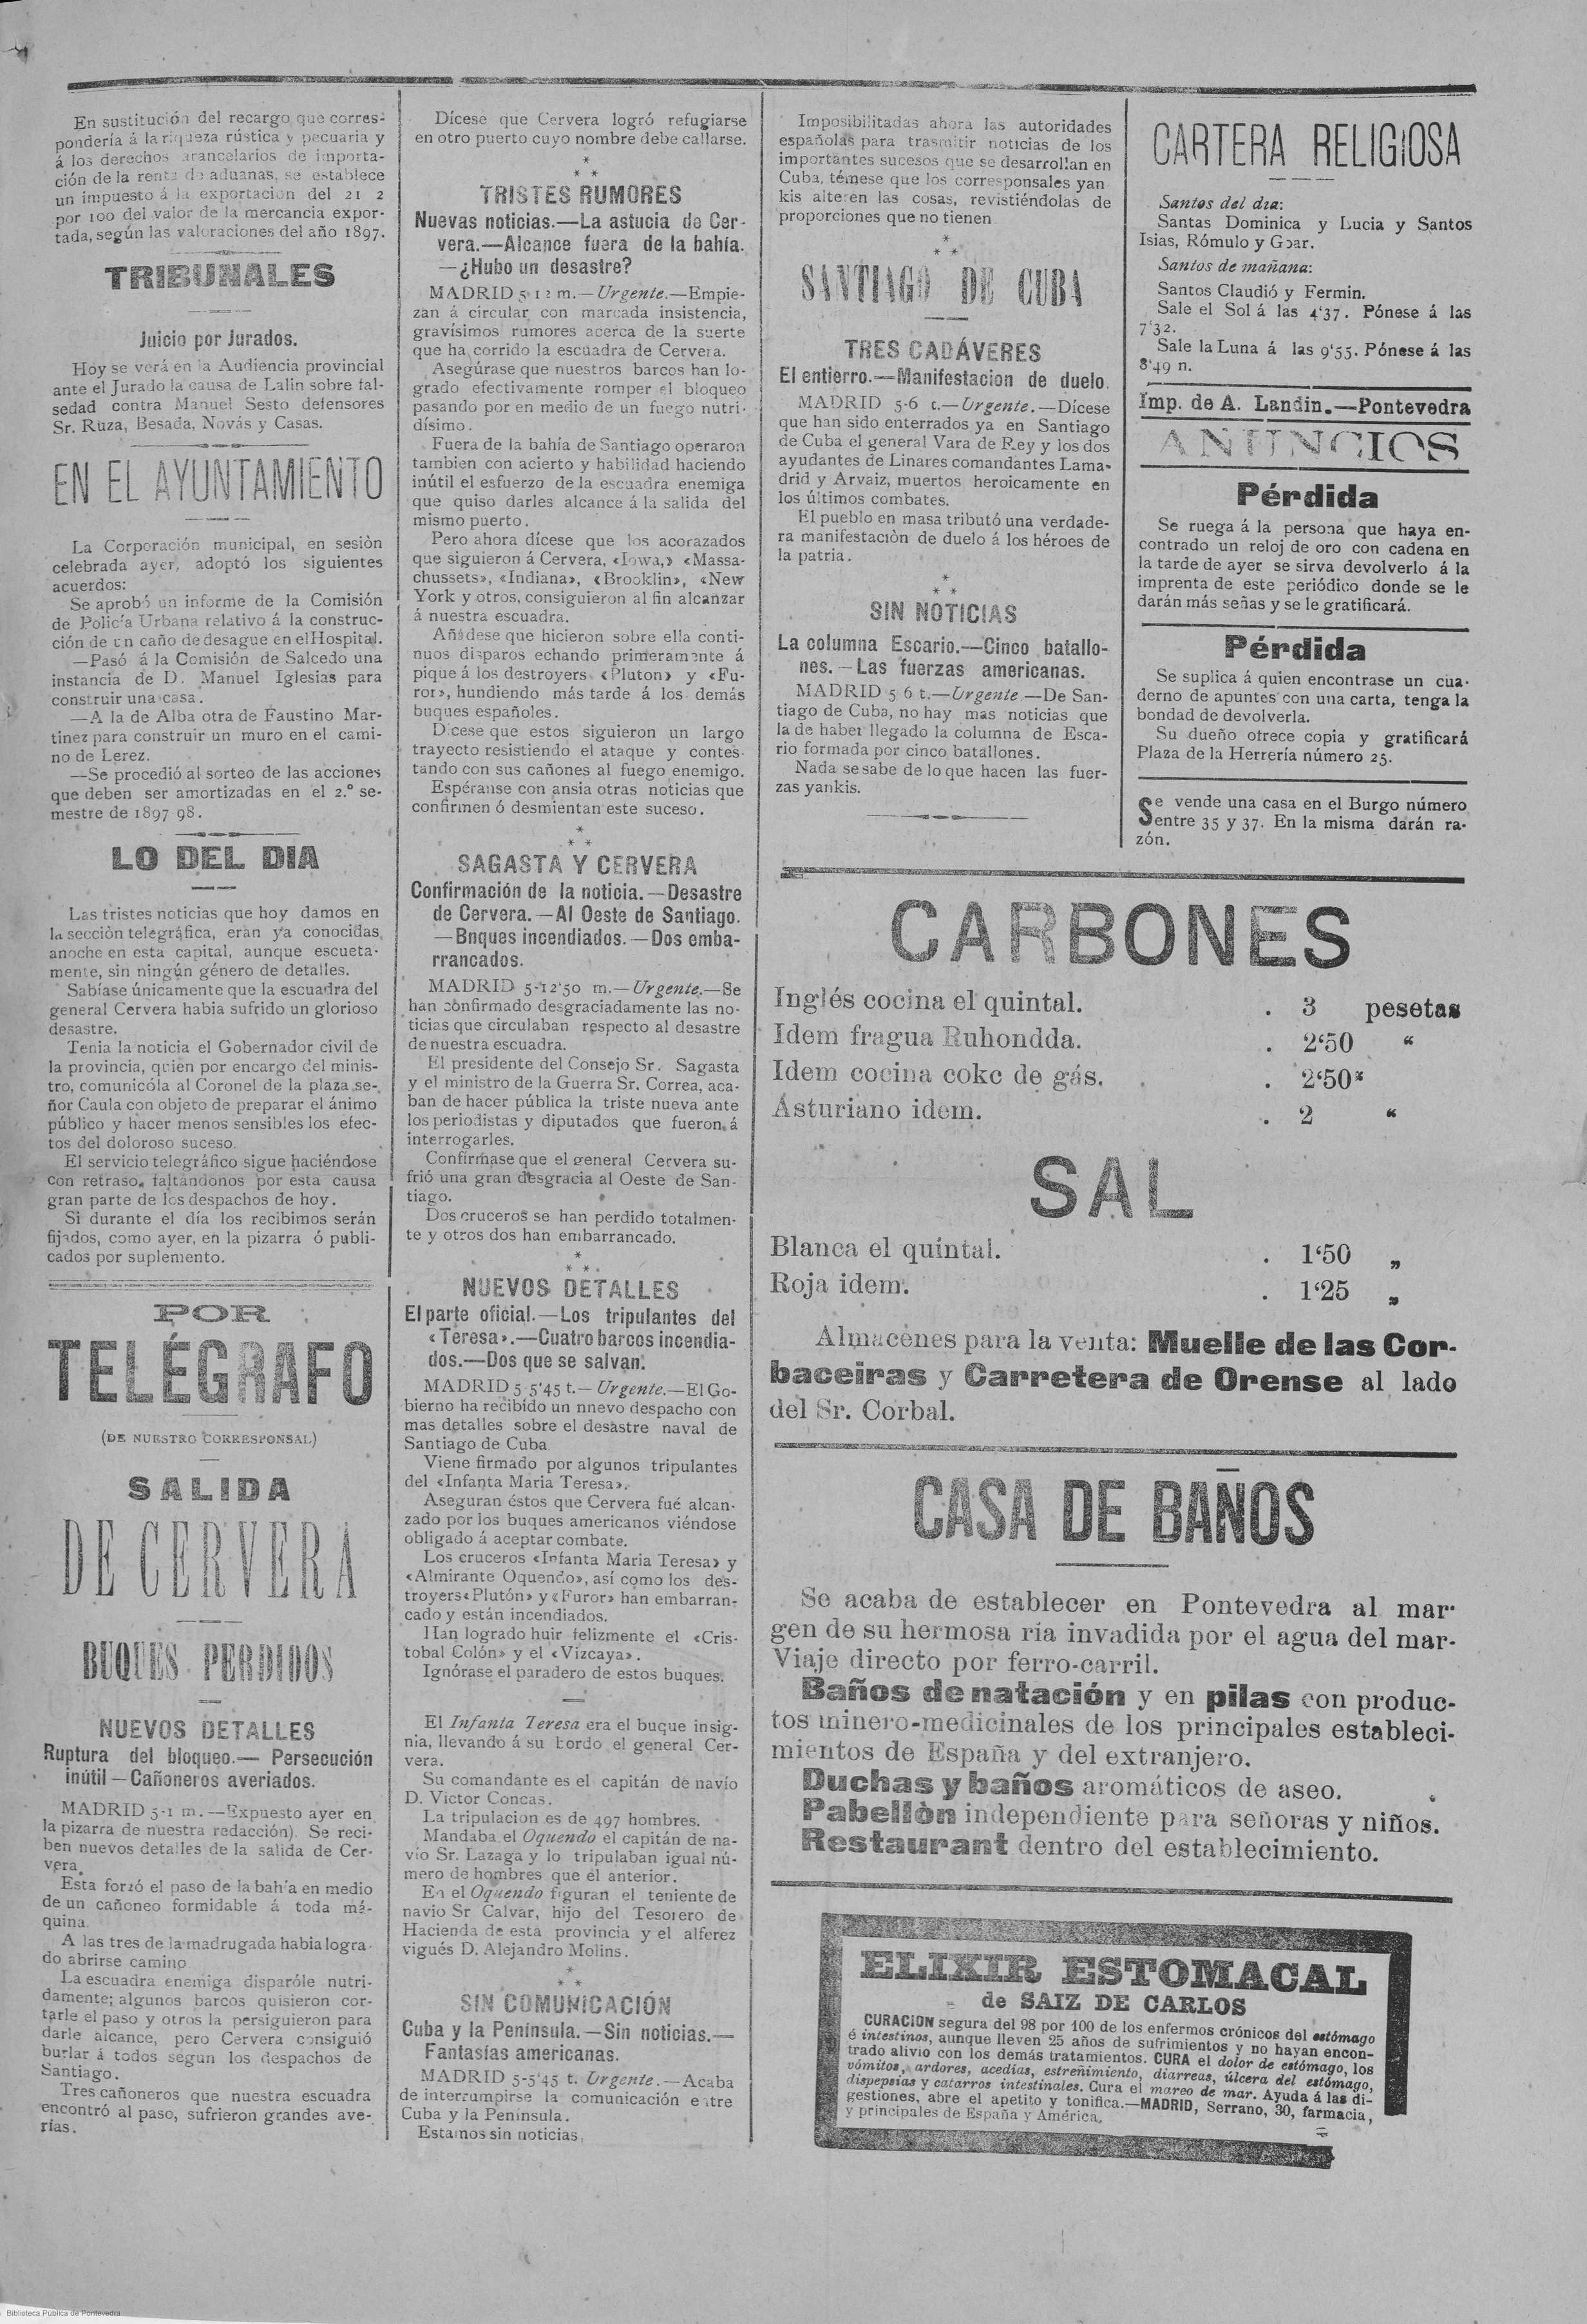 En sustitución del recargo que corres-
pondería á la riqueza rústica y pecuaria y
á los derechos arancelarios de importa-
ción de la renta de aduanas, se establece
un impuesto á la exportacion del 21 2
por 100 del valor de la mercancia expor-
tada, según las valoraciones del año 1897.
TRIBUNALES
Juicio por Jurados.
Hoy se verá en la Audiencia provincial
ante el Jurado la causa de Lalin sobre fal-
sedad contra Manuel Sesto defensores
Sr. Ruza, Besada, Novás y Casas.
EN EL AYUNTAMIENTO
La Corporación municipal, en sesiòn
celebrada ayer, adoptó los siguientes
acuerdos:
Se aprobó un informe de la Comisión
de Policía Urbana relativo á la construc-
ción de un caño de desague en el Hospital.
—Pasó á la Comisión de Salcedo una
instancia de D. Manuel Iglesias para
construir una casa.
—A la de Alba otra de Faustino Mar-
tinez para construir un muro en el cami-
no de Lerez.
—Se procedió al sorteo de las acciones
que deben ser amortizadas en el 2.º se-
mestre de 1897 98.
LO DEL DIA
Las tristes noticias que hoy damos en
la sección telegráfica, eran ya conocidas
anoche en esta capital, aunque escueta-
mente, sin ningún género de detalles.
Sabíase únicamente que la escuadra del
general Cervera habia sufrido un glorioso
desastre.
Tenia la noticia el Gobernador civil de
la provincia, quien por encargo del minis-
tro, comunicóla al Coronel de la plaza se-
ñor Caula con objeto de preparar el ánimo
público y hacer menos sensibles los efec-
tos del doloroso suceso.
El servicio telegráfico sigue haciéndose
con retraso, faltándonos por esta causa
gran parte de los despachos de hoy.
Si durante el día los recibimos serán
fijados, como ayer, en la pizarra ó publi-
cados por suplemento.
POR
TELÉGRAFO
(DE NUESTRO CORRESPONSAL)
SALIDA
DE CERVERA
BUQUES PERDIDOS
NUEVOS DETALLES
Ruptura del bloqueo.— Persecución
inútil — Cañoneros averiados.
MADRID 5-1 m.—Expuesto ayer en
la pizarra de nuestra redacción). Se reci-
ben nuevos detalles de la salida de Cer-
vera.
Esta forzó el paso de la bahía en medio
de un cañoneo formidable á toda má-
quina.
A las tres de la madrugada habia logra-
do abrirse camino
La escuadra enemiga disparóle nutri-
damente; algunos barcos quisieron cor-
tarle el paso y otros la persiguieron para
darle alcance, pero Cervera consiguió
burlar á todos segun los despachos de
Santiago.
Tres cañoneros que nuestra escuadra
encontró al paso, sufrieron grandes ave-
rías.
Dícese que Cervera logró refugiarse
en otro puerto cuyo nombre debe callarse.
*
* *
TRISTES RUMORES
Nuevas noticias.—La astucia de Cer-
vera.—Alcance fuera de la bahía.
—¿Hubo un desastre?
MADRID 5 12 m.—Urgente.—Empie-
zan á circular con marcada insistencia,
gravísimos rumores acerca de la suerte
que ha corrido la escuadra de Cervera.
Asegúrase que nuestros barcos han lo-
grado efectivamente romper el bloqueo
pasando por en medio de un fuego nutri-
dísimo.
Fuera de la bahía de Santiago operaron
tambien con acierto y habilidad haciendo
inútil el esfuerzo de la escuadra enemiga
que quiso darles alcance á la salida del
mismo puerto.
Pero ahora dícese que los acorazados
que siguieron á Cervera, «Iowa,» «Massa-
chussets», «Indiana», «Brooklin», «New
York y otros, consiguieron al fin alcanzar
á nuestra escuadra.
Añádese que hicieron sobre ella conti-
nuos disparos echando primeramente á
pique á los destroyers «Pluton» y «Fu-
ror», hundiendo más tarde á los demás
buques españoles.
Dícese que estos siguieron un largo
trayecto resistiendo el ataque y contes-
tando con sus cañones al fuego enemigo.
Espéranse con ansia otras noticias que
confirmen ó desmientan este suceso.
*
* *
SAGASTA Y CERVERA
Confirmación de la noticia.—Desastre
de Cervera.—Al Oeste de Santiago.
—Bnques incendiados.—Dos emba-
rrancados.
MADRID 5-12'50 m.—Urgente.—Se
han confirmado desgraciadamente las no-
ticias que circulaban respecto al desastre
de nuestra escuadra.
El presidente del Consejo Sr. Sagasta
y el ministro de la Guerra Sr. Correa, aca-
ban de hacer pública la triste nueva ante
los periodistas y diputados que fueron á
interrogarles.
Confírmase que el general Cervera su-
frió una gran desgracia al Oeste de San-
tiago.
Dos cruceros se han perdido totalmen-
te y otros dos han embarrancado.
*
* *
NUEVOS DETALLES
El parte oficial.—Los tripulantes del
«Teresa».—Cuatro barcos incendia-
dos.—Dos que se salvan.
MADRID 5 5'45 t.—Urgente.—El Go-
bierno ha recibido un nnevo despacho con
mas detalles sobre el desastre naval de
Santiago de Cuba
Viene firmado por algunos tripulantes
del «Infanta Maria Teresa».
Aseguran éstos que Cervera fué alcan-
zado por los buques americanos viéndose
obligado á aceptar combate.
Los cruceros «Infanta Maria Teresa» y
«Almirante Oquendo», así como los des-
troyers «Plutón» y «Furor» han embarran-
cado y están incendiados.
Han logrado huir felizmente el «Cris-
tobal Colón» y el «Vizcaya».
Ignórase el paradero de estos buques.
El Infanta Teresa era el buque insig-
nia, llevando á su bordo el general Cer-
vera.
Su comandante es el capitán de navío
D. Victor Concas.
La tripulacion es de 497 hombres.
Mandaba el Oquendo el capitán de na-
vío Sr. Lazaga y lo tripulaban igual nú-
mero de hombres que el anterior.
En el Oquendo figuran el teniente de
navio Sr Calvar, hijo del Tesorero de
Hacienda de esta provincia y el alferez
vigués D. Alejandro Molins.
*
* *
SIN COMUNICACIÓN
Cuba y la Peninsula.—Sin noticias.—
Fantasías americanas.
MADRID 5-5'45 t. Urgente.—Acaba
de interrumpirse la comunicación entre
Cuba y la Peninsula.
Estamos sin noticias.
Imposibilitadas ahora las autoridades
españolas para trasmitir noticias de los
importantes sucesos que se desarrollan en
Cuba, témese que los corresponsales yan
kis alteren las cosas, revistiéndolas de
proporciones que no tienen
*
* *
SANTIAGO DE CUBA
TRES CADÁVERES
El entierro.—Manifestacion de duelo.
MADRID 5-6 t.—Urgente.—Dícese
que han sido enterrados ya en Santiago
de Cuba el general Vara de Rey y los dos
ayudantes de Linares comandantes Lama-
drid y Arvaiz, muertos heroicamente en
los últimos combates.
El pueblo en masa tributó una verdade-
ra manifestaciòn de duelo á los héroes de
la patria.
*
* *
SIN NOTICIAS
La columna Escario.—Cinco batallo-
nes.—Las fuerzas americanas.
MADRID 5 6 t.—Urgente—De San-
tiago de Cuba, no hay mas noticias que
la de haber llegado la columna de Esca-
rio formada por cinco batallones.
Nada se sabe de lo que hacen las fuer-
zas yankis.
CARTERA RELIGIOSA
Santos del dia:
Santas Dominica y Lucia y Santos
Isias, Rómulo y Goar.
Santos de mañana:
Santos Claudió y Fermin.
Sale el Sol á las 4'37. Pónese á las
7'32.
Sale la Luna á las 9'55. Pónese á las
8'49 n.
Imp. de A. Landin.—Pontevedra
ANUNCIOS
Pérdida
Se ruega á la persona que haya en-
contrado un reloj de oro con cadena en
la tarde de ayer se sirva devolverlo á la
imprenta de este periódico donde se le
darán más señas y se le gratificará.
Pérdida
Se suplica á quien encontrase un cua-
derno de apuntes con una carta, tenga la
bondad de devolverla.
Su dueño ofrece copia y gratificará
Plaza de la Herrería número 25.
Se vende una casa en el Burgo número
entre 35 y 37. En la misma darán ra-
zón.
CARBONES
Inglés cocina el quintal. . 3 pesetas
Idem fragua Ruhondda. . 2'50 “
Idem cocina cokc de gás. . 2'50 “
Asturiano idem. . 2 “
SAL
Blanca el quintal. . 1'50 „
Roja idem. . 1'25 „
Almacenes para la venta: Muelle de las Cor-
baceiras y Carretera de Orense al lado
del Sr. Corbal.
CASA DE BAÑOS
Se acaba de establecer en Pontevedra al mar-
gen de su hermosa ría invadida por el agua del mar-
Viaje directo por ferro-carril.
Baños de natación y en pilas con produc-
tos minero-medicinales de los principales estableci-
mientos de España y del extranjero.
Duchas y baños aromáticos de aseo.
Pabellòn independiente para señoras y niños.
Restaurant dentro del establecimiento.
ELIXIR ESTOMACAL
de SAIZ DE CARLOS
CURACION segura del 98 por 100 de los enfermos crónicos del estómago
é intestinos, aunque lleven 25 años de sufrimientos y no hayan encon-
trado alivio con los demás tratamientos. CURA el dolor de estómago, los
vómitos, ardores, acedías, estreñimiento, diarreas, úlcera del estómago,
dispepsias y catarros intestinales. Cura el mareo de mar. Ayuda á las di-
gestiones, abre el apetito y tonifica.—MADRID, Serrano, 30, farmacia,
y principales de España y América.
Biblioteca Pública de Pontevedra